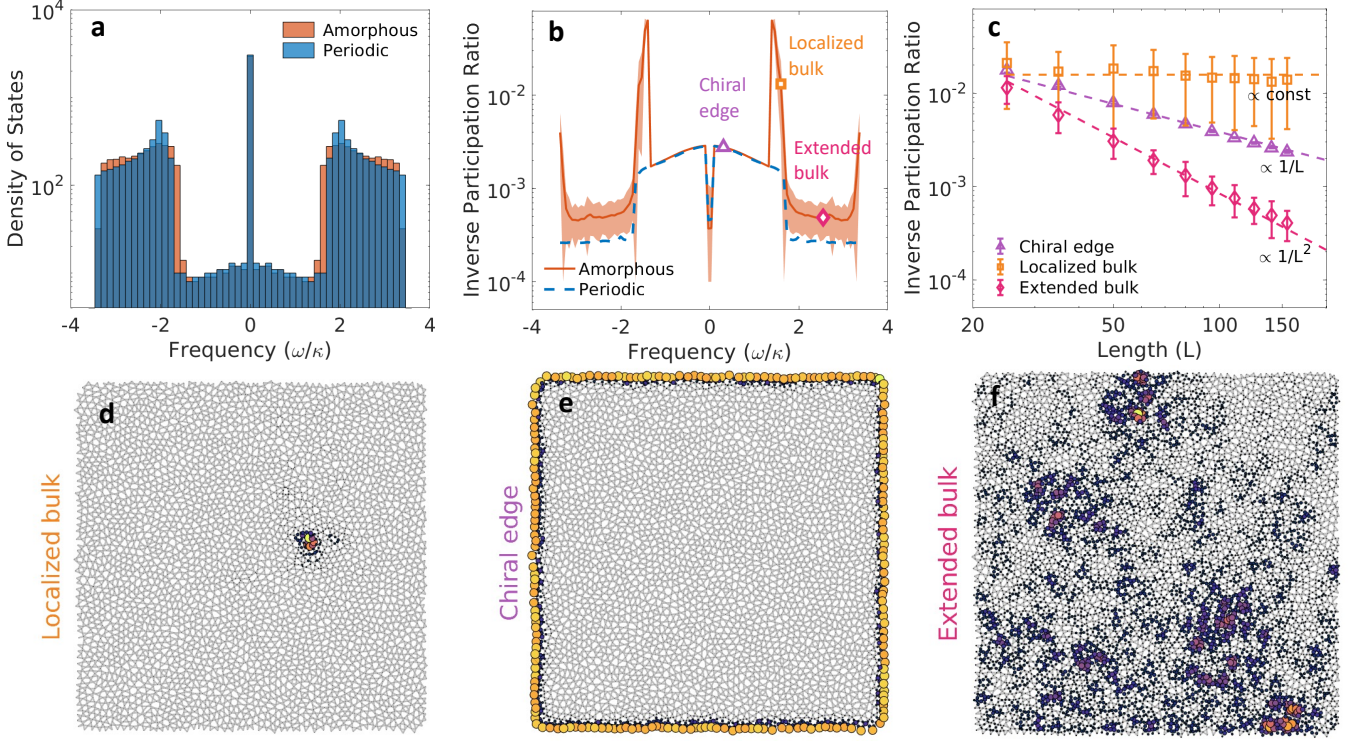 a
Amorphous
Periodic
10^4
10^2
Density of States
-4
-2
0
2
4
Frequency (ω/κ)
b
Localized
bulk
Chiral
edge
Extended
bulk
Amorphous
Periodic
10^-2
10^-3
10^-4
Inverse Participation Ratio
-4
-2
0
2
4
Frequency (ω/κ)
c
∝ const
∝ 1/L
∝ 1/L^2
Chiral edge
Localized bulk
Extended bulk
10^-2
10^-3
10^-4
Inverse Participation Ratio
20
50
100
150
Length (L)
d
Localized bulk
e
Chiral edge
f
Extended bulk